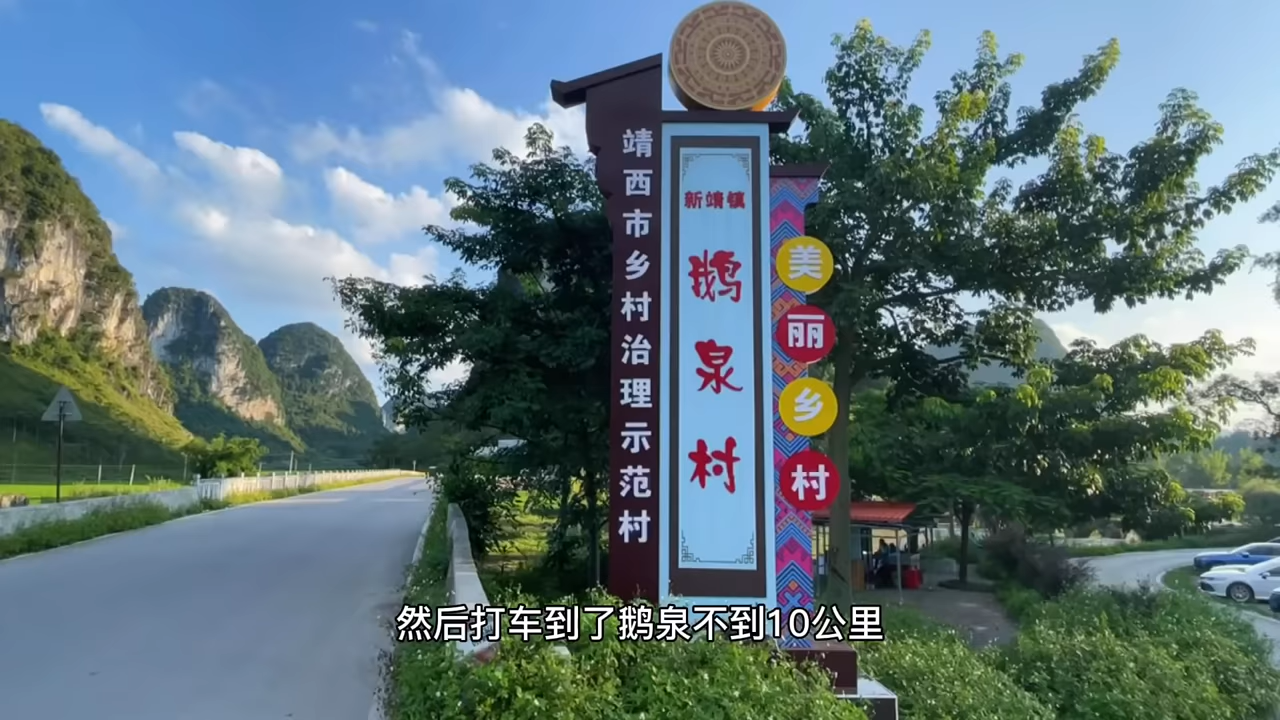 靖西市乡村治理示范村
新靖镇
鹅泉村
美丽乡村
然后打车到了鹅泉不到10公里